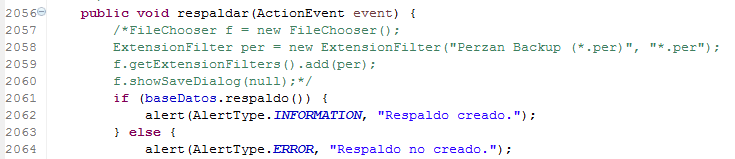 2056 public void respaldar(ActionEvent event) {
2057 /*FileChooser f = new FileChooser();
2058 ExtensionFilter per = new ExtensionFilter("Perzan Backup (*.per)", "*.per");
2059 f.getExtensionFilters().add(per);
2060 f.showSaveDialog(null);*/
2061 if (baseDatos.respaldo()) {
2062 alert(AlertType.INFORMATION, "Respaldo creado.");
2063 } else {
2064 alert(AlertType.ERROR, "Respaldo no creado.");